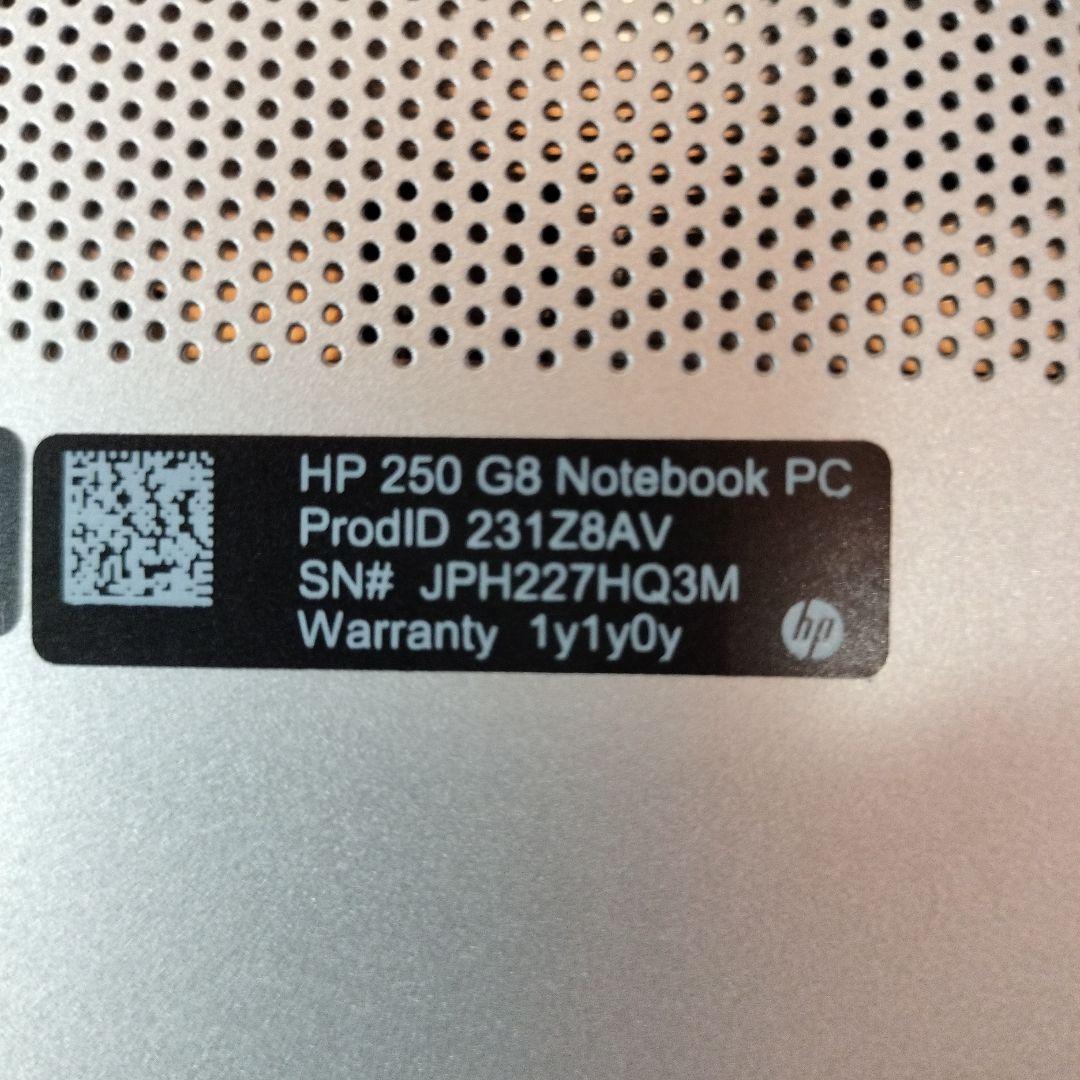 HP 250 G8 Notebook PC
ProdID 231Z8AV
SN# JPH227HQ3M
Warranty 1y1y0y
hp